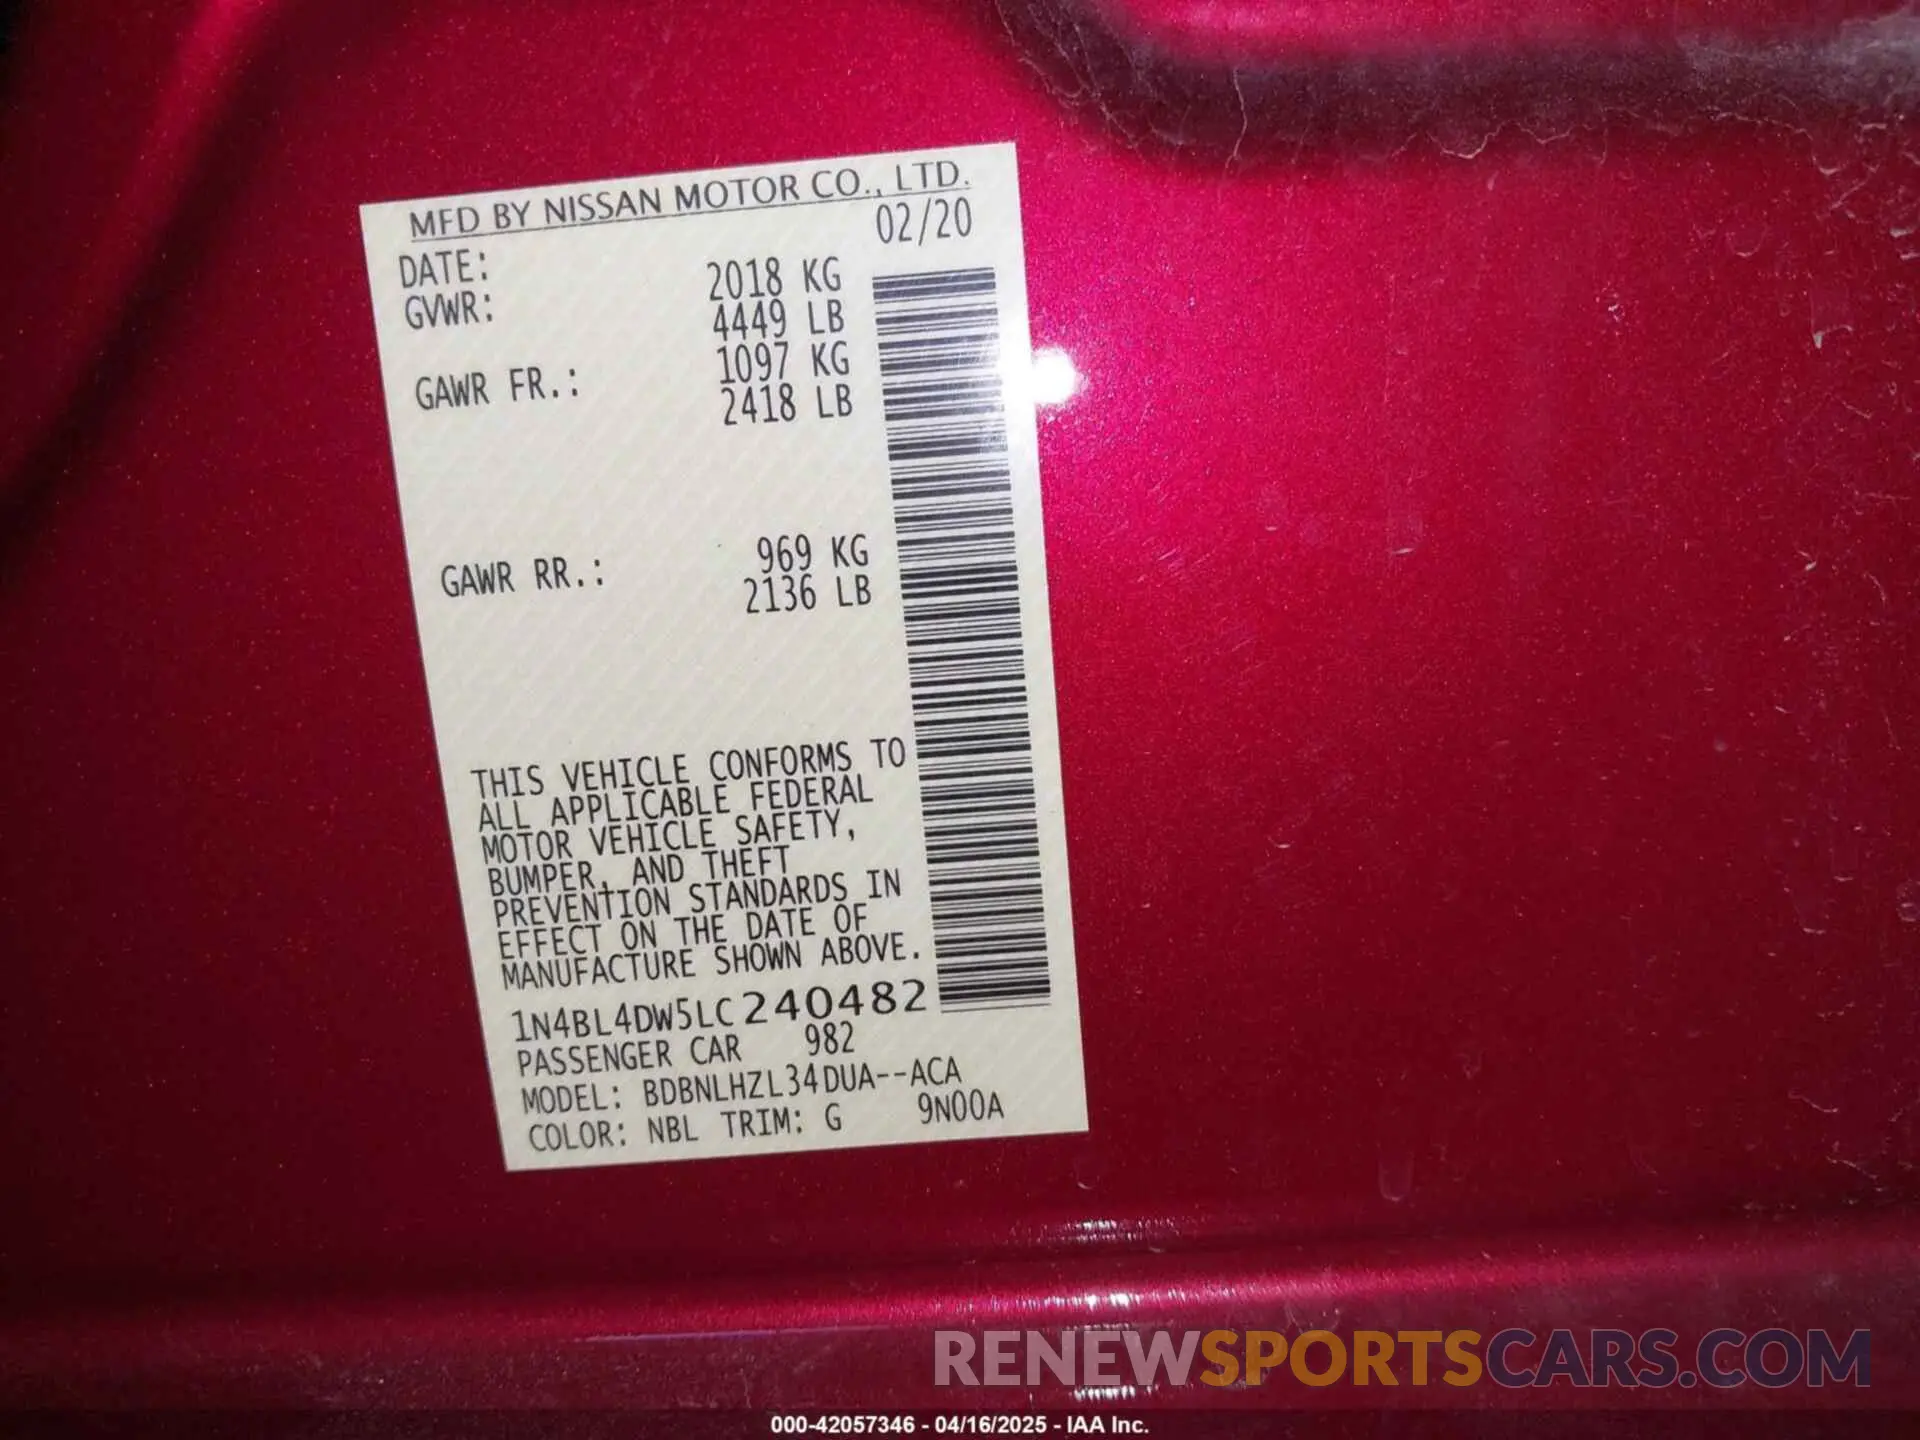 MFD BY NISSAN MOTOR CO., LTD.
DATE: 02/20
GVWR: 2018 KG
4449 LB
GAWR FR.: 1097 KG
2418 LB
GAWR RR.: 969 KG
2136 LB
THIS VEHICLE CONFORMS TO
ALL APPLICABLE FEDERAL
MOTOR VEHICLE SAFETY,
BUMPER, AND THEFT
PREVENTION STANDARDS IN
EFFECT ON THE DATE OF
MANUFACTURE SHOWN ABOVE.
1N4BL4DW5LC240482
PASSENGER CAR 982
MODEL: BDBNLHZL34DUA--ACA
COLOR: NBL TRIM: G 9N00A
RENEWSPORTSCARS.COM
000-42057346 - 04/16/2025 - IAA Inc.